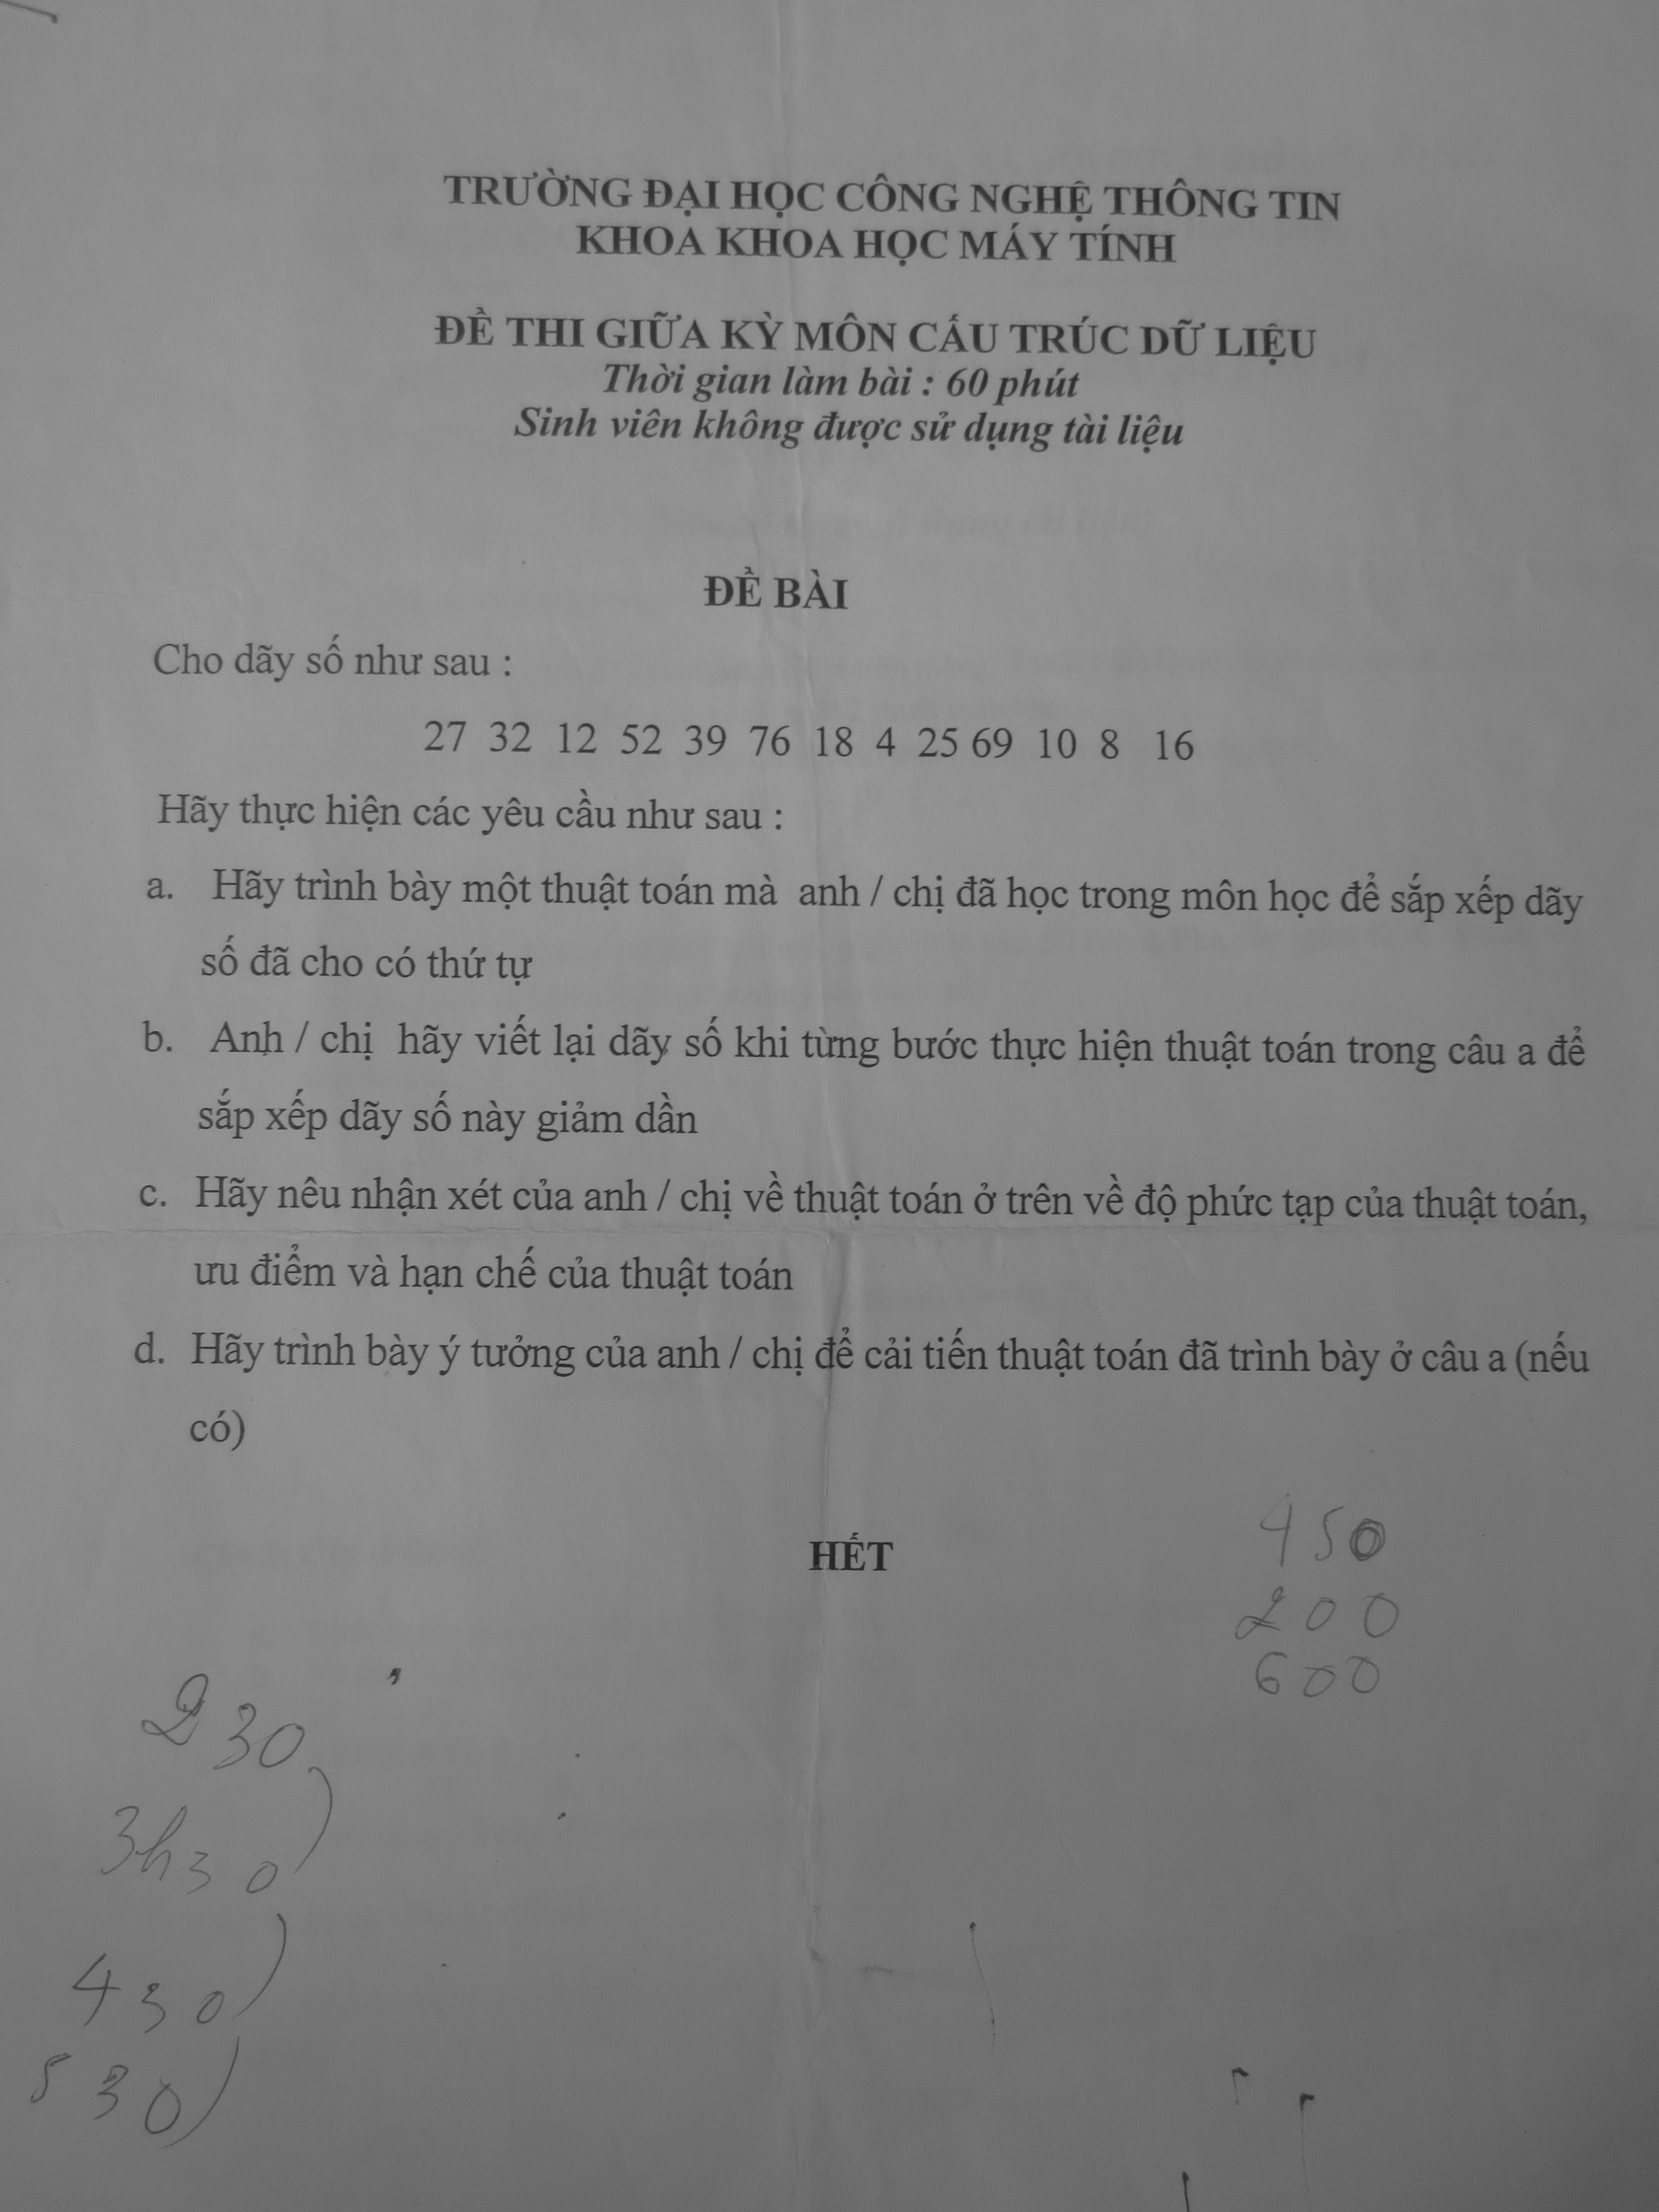 TRƯỜNG ĐẠI HỌC CÔNG NGHỆ THÔNG TIN
KHOA KHOA HỌC MÁY TÍNH
ĐỀ THI GIỮA KỲ MÔN CẤU TRÚC DỮ LIỆU
Thời gian làm bài : 60 phút
Sinh viên không được sử dụng tài liệu
ĐỀ BÀI
Cho dãy số như sau :
27 32 12 52 39 76 18 4 25 69 10 8 16
Hãy thực hiện các yêu cầu như sau :
a. Hãy trình bày một thuật toán mà anh / chị đã học trong môn học để sắp xếp dãy
số đã cho có thứ tự
b. Anh / chị hãy viết lại dãy số khi từng bước thực hiện thuật toán trong câu a để
sắp xếp dãy số này giảm dần
c. Hãy nêu nhận xét của anh / chị về thuật toán ở trên về độ phức tạp của thuật toán,
ưu điểm và hạn chế của thuật toán
d. Hãy trình bày ý tưởng của anh / chị để cải tiến thuật toán đã trình bày ở câu a (nếu
có)
HẾT
450
200
600
230
3h30
430
530